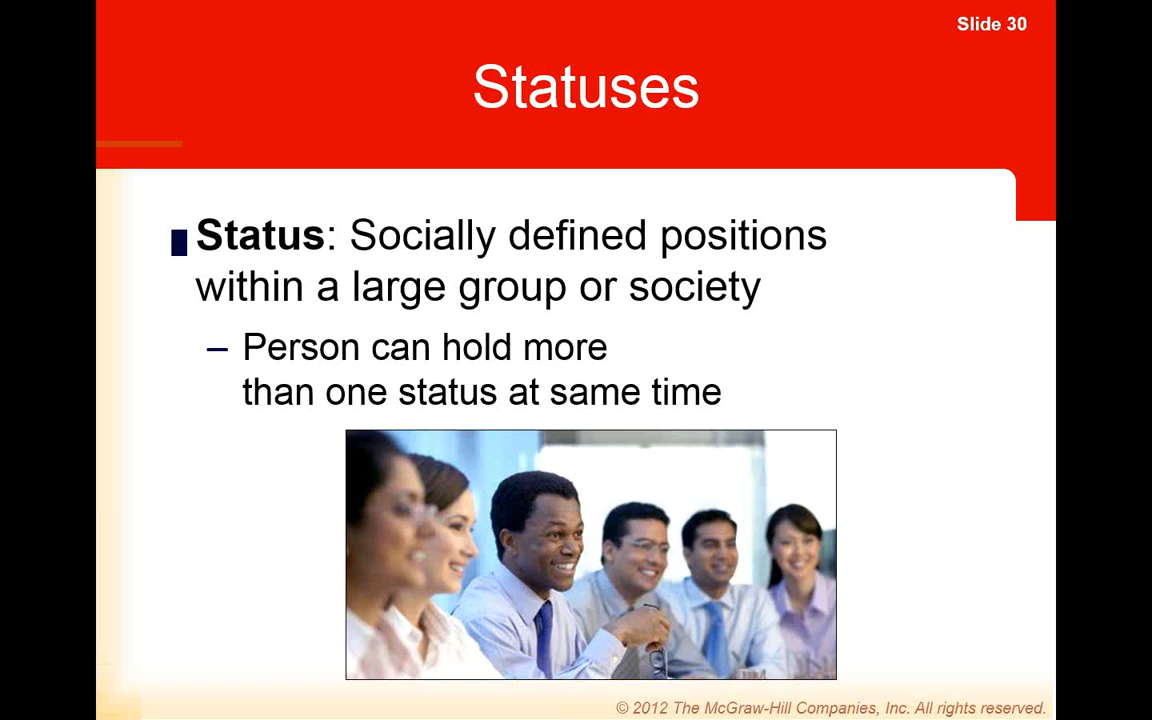 Slide 30
Statuses
Status: Socially defined positions
within a large group or society
– Person can hold more
than one status at same time
© 2012 The McGraw-Hill Companies, Inc. All rights reserved.